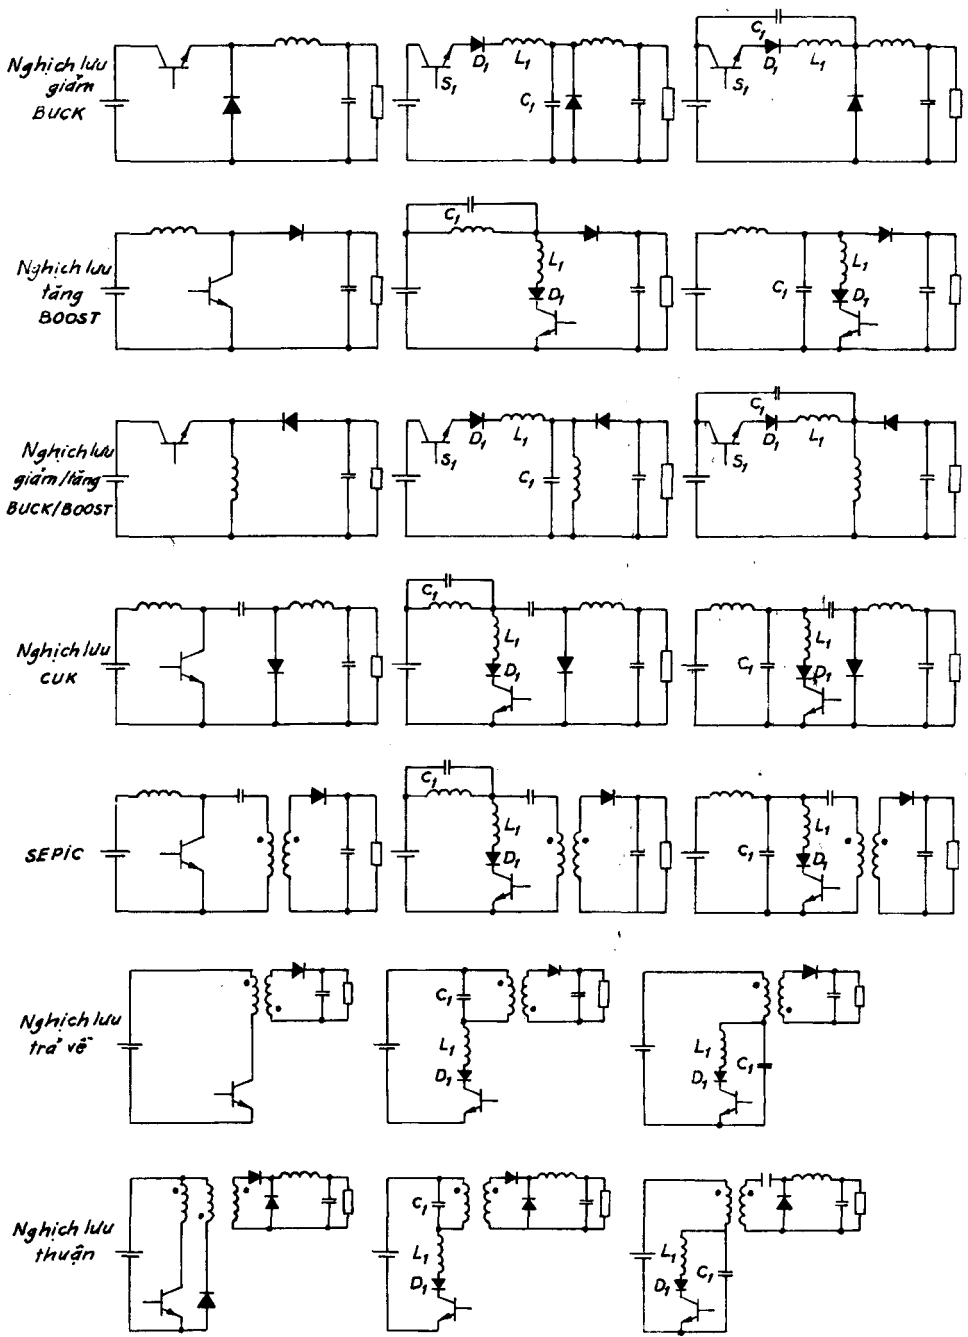 Nghịch lưu
giảm
BUCK
S₁
D₁
L₁
C₁
C₁
S₁
D₁
L₁
Nghịch lưu
tăng
BOOST
C₁
L₁
D₁
C₁
L₁
D₁
Nghịch lưu
giảm/tăng
BUCK/BOOST
S₁
D₁
L₁
C₁
C₁
S₁
D₁
L₁
Nghịch lưu
CUK
C₁
L₁
D₁
C₁
L₁
D₁
SEPIC
C₁
L₁
D₁
C₁
L₁
D₁
Nghịch lưu
trả về
C₁
L₁
D₁
L₁
D₁
C₁
Nghịch lưu
thuận
C₁
L₁
D₁
L₁
D₁
C₁